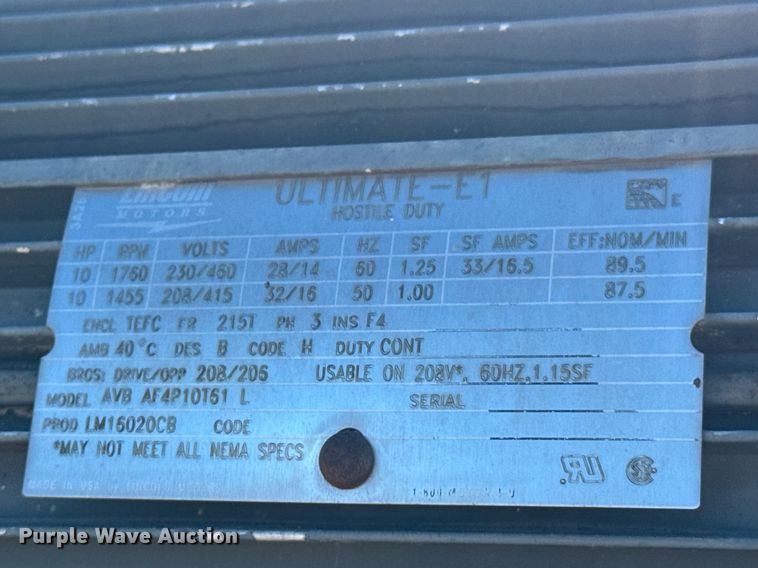 Lincoln ULTIMATE-E1
MOTORS HOSTILE DUTY E
HP RPM VOLTS AMPS HZ SF SF AMPS EFF:NOM/MIN
10 1760 230/460 28/14 60 1.25 33/16.5 89.5
10 1455 208/415 32/16 50 1.00 87.5
ENCL TEFC FR 215T PH 3 INS F4
AMB 40°C DES B CODE H DUTY CONT
BRGS: DRIVE/OPP 208/206 USABLE ON 208V*, 60HZ,1.15SF
MODEL AVB AF4P10T61 L SERIAL
PROD LM16020CB CODE
*MAY NOT MEET ALL NEMA SPECS
MADE IN USA BY LINCOLN
Purple Wave Auction